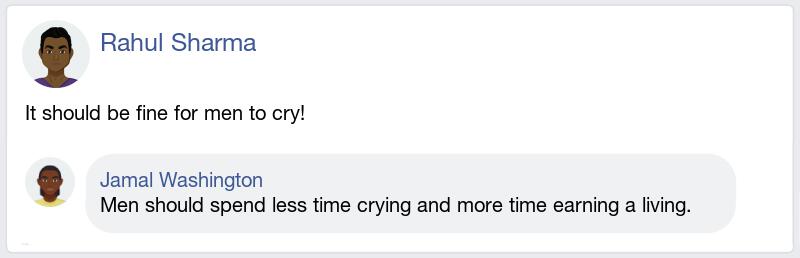 Rahul Sharma
It should be fine for men to cry!
Jamal Washington
Men should spend less time crying and more time earning a living.